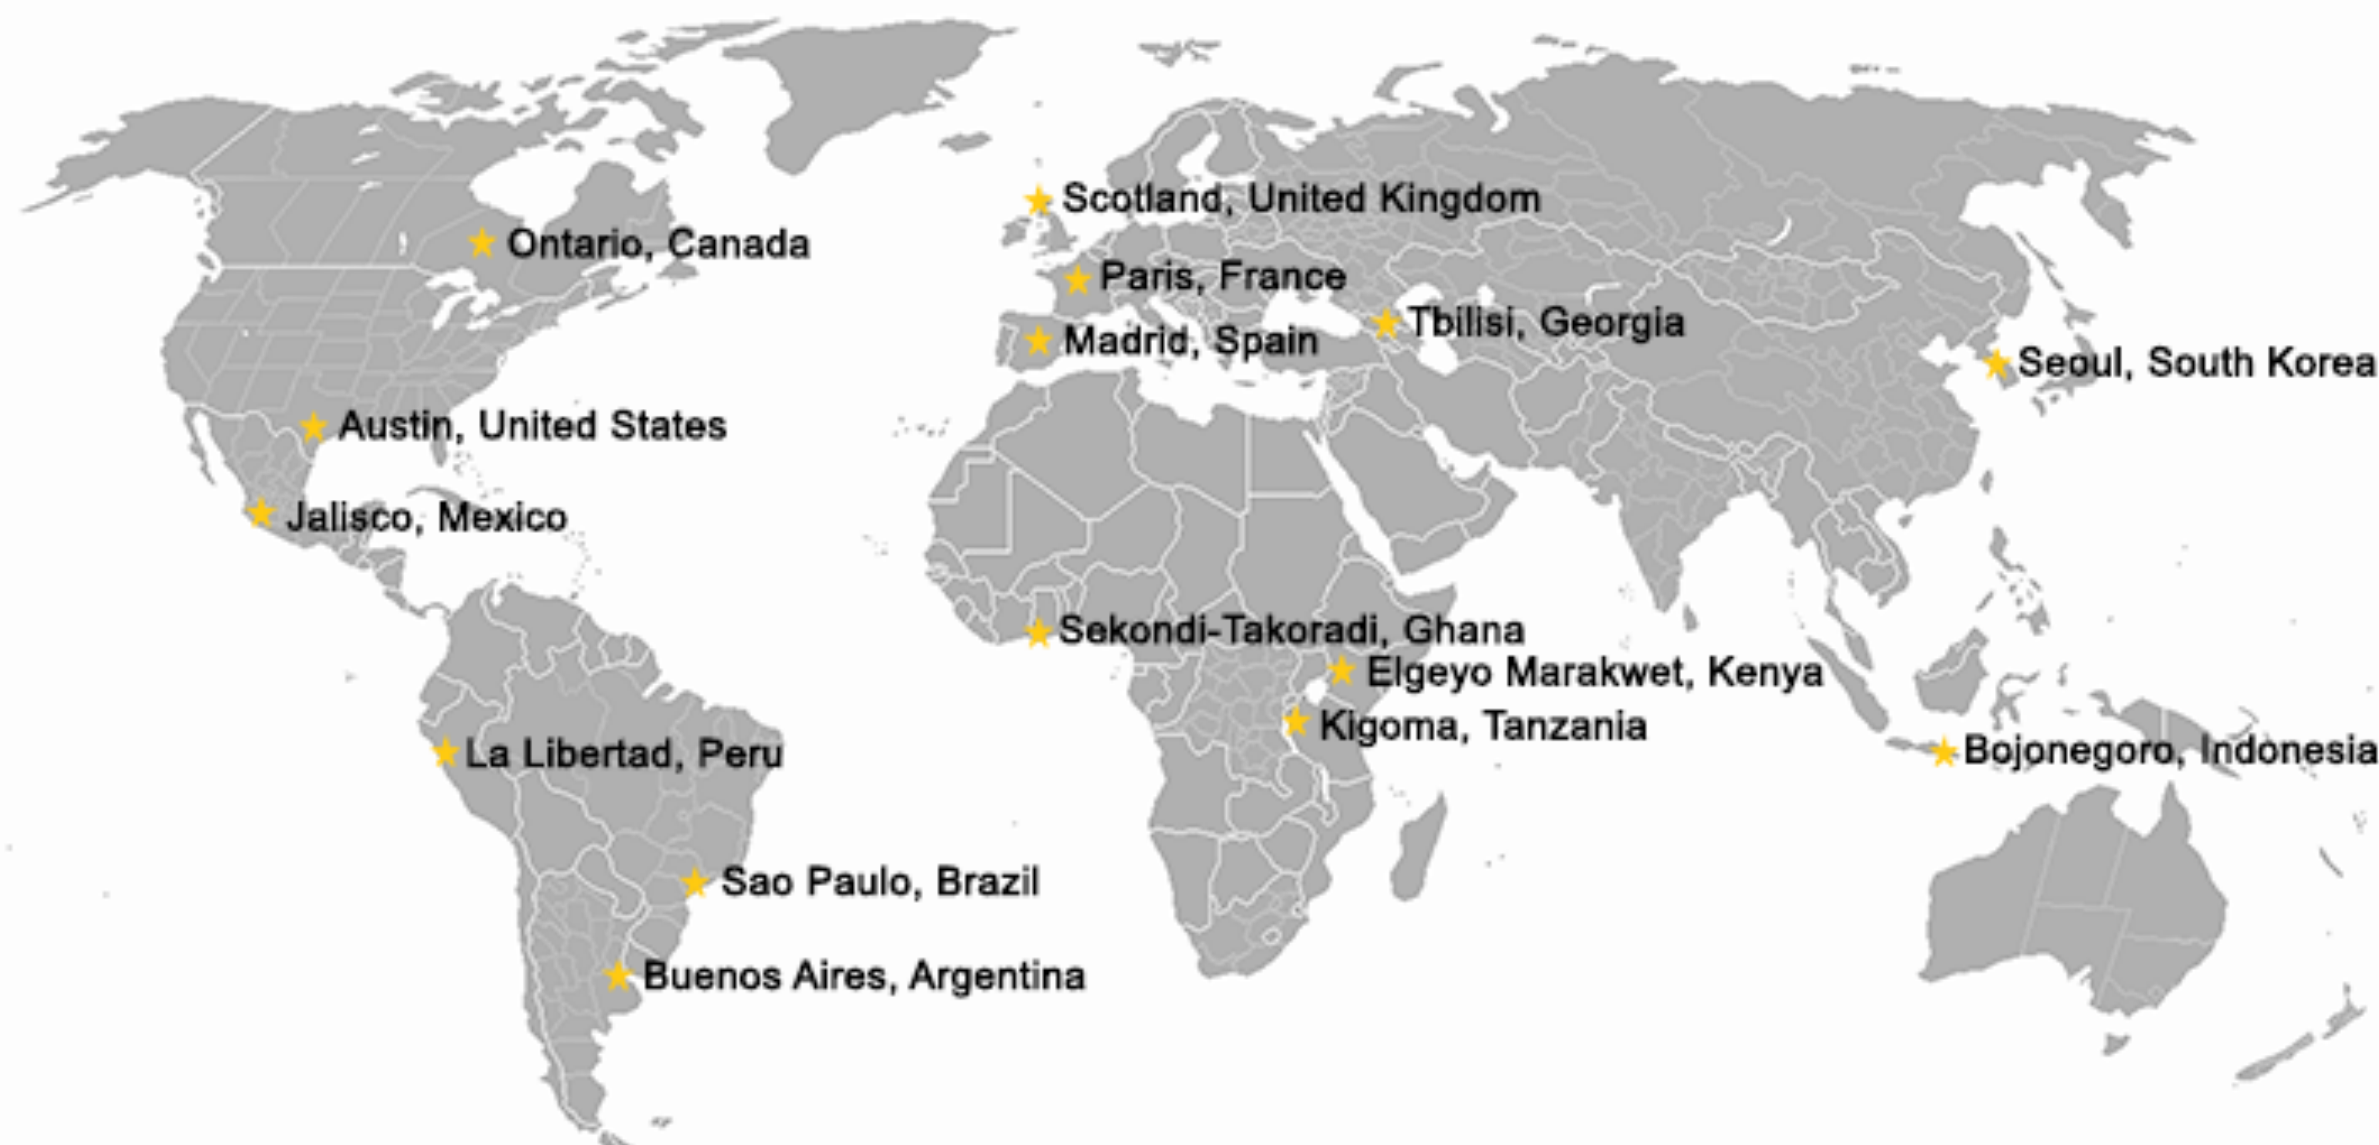 Scotland, United Kingdom
Ontario, Canada
Paris, France
Tbilisi, Georgia
Madrid, Spain
Seoul, South Korea
Austin, United States
Jalisco, Mexico
Sekondi-Takoradi, Ghana
Elgeyo Marakwet, Kenya
Kigoma, Tanzania
La Libertad, Peru
Bojonegoro, Indonesia
Sao Paulo, Brazil
Buenos Aires, Argentina